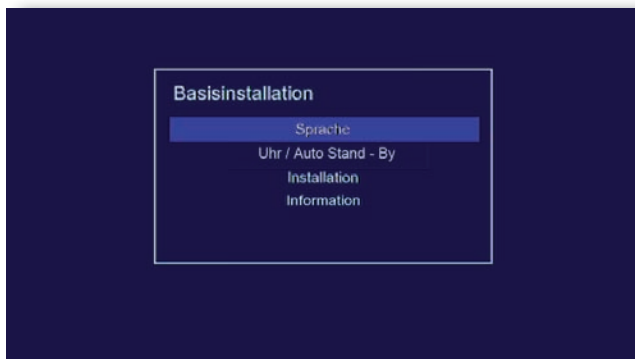 Basisinstallation
Sprache
Uhr / Auto Stand - By
Installation
Information